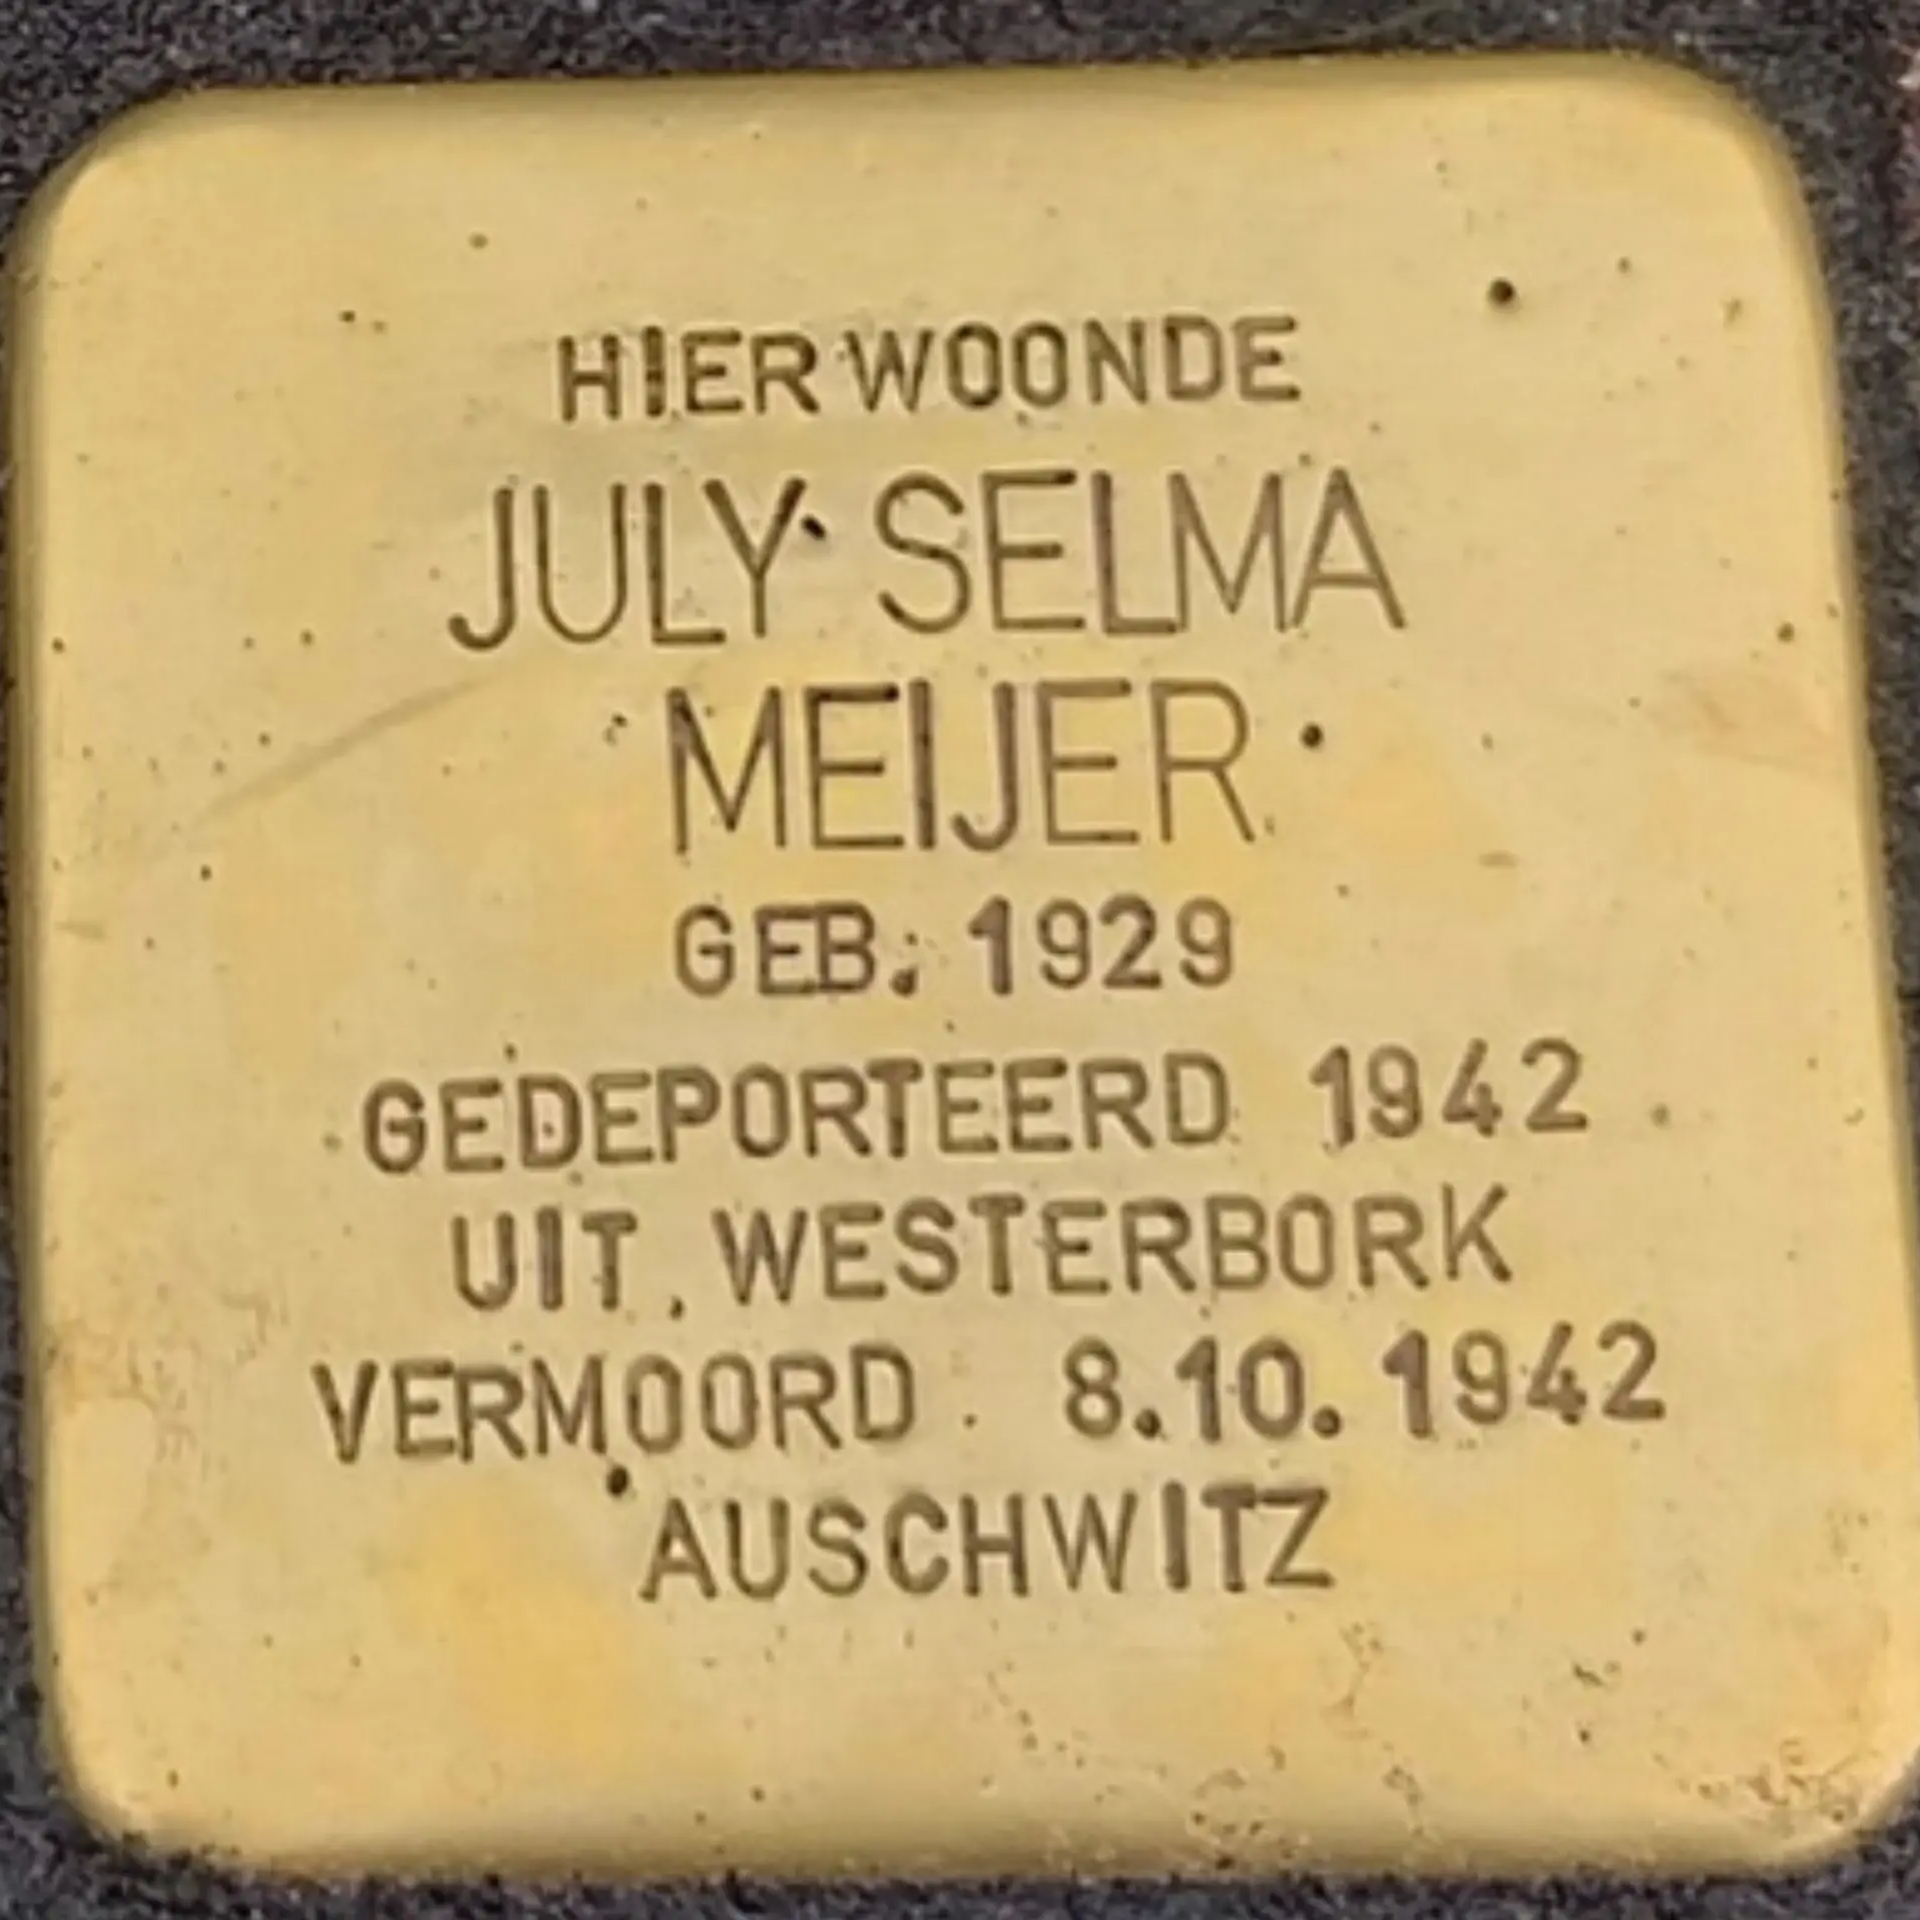 HIER WOONDE
JULY SELMA
MEIJER
GEB. 1929
GEDEPORTEERD 1942
UIT WESTERBORK
VERMOORD 8.10.1942
AUSCHWITZ